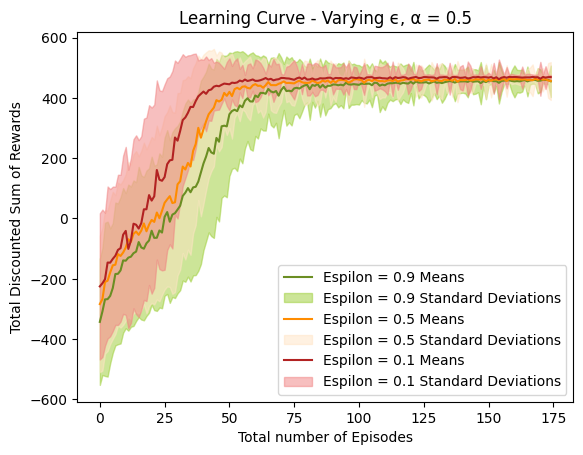 Learning Curve - Varying ϵ, α = 0.5
Total Discounted Sum of Rewards
600
400
200
0
−200
−400
−600
Espilon = 0.9 Means
Espilon = 0.9 Standard Deviations
Espilon = 0.5 Means
Espilon = 0.5 Standard Deviations
Espilon = 0.1 Means
Espilon = 0.1 Standard Deviations
0 25 50 75 100 125 150 175
Total number of Episodes